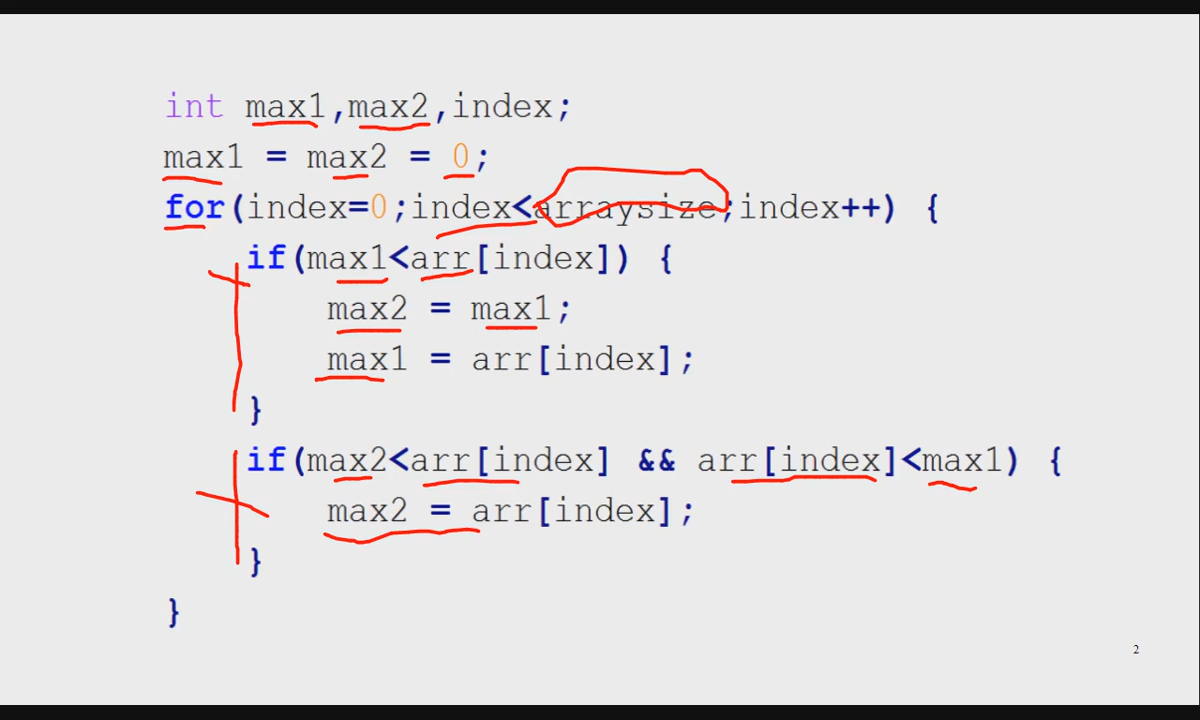 int max1,max2,index;
max1 = max2 = 0;
for(index=0;index<arraysize;index++) {
if(max1<arr[index]) {
max2 = max1;
max1 = arr[index];
}
if(max2<arr[index] && arr[index]<max1) {
max2 = arr[index];
}
}
2